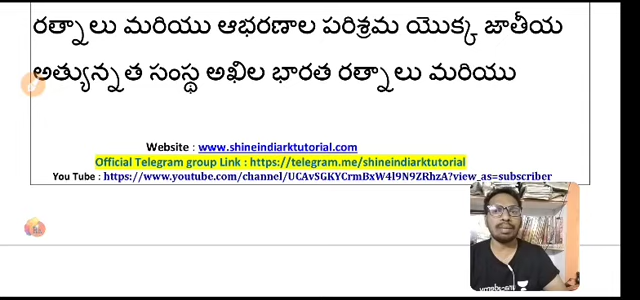 రత్నాలు మరియు ఆభరణాల పరిశ్రమ యొక్క జాతీయ
అత్యున్నత సంస్థ అఖిల భారత రత్నాలు మరియు
Website : www.shineindiarktutorial.com
Official Telegram group Link : https://telegram.me/shineindiarktutorial
You Tube : https://www.youtube.com/channel/UCAvSGKYCrmBxW4l9N9ZRhzA?view_as=subscriber